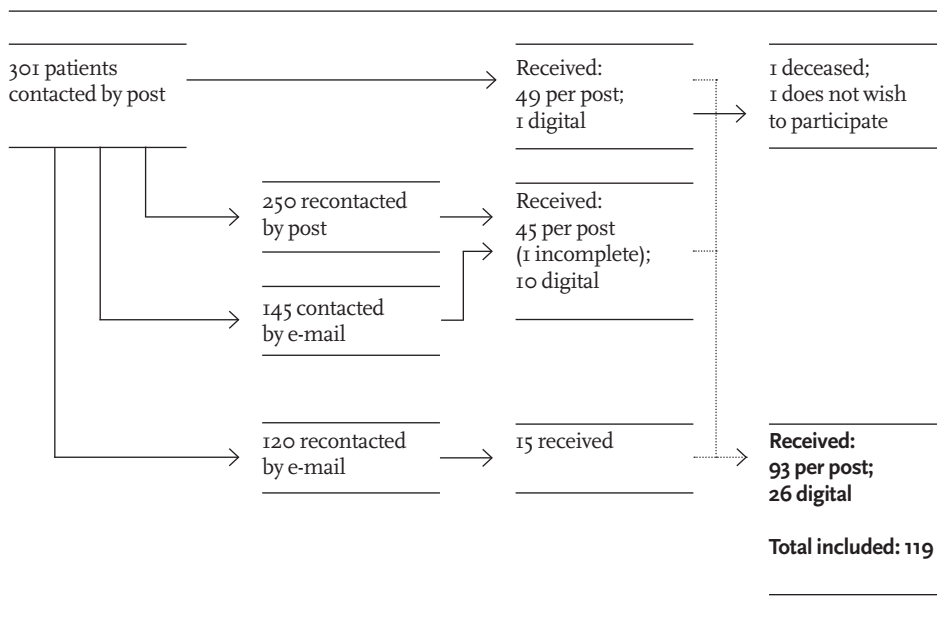 301 patients
contacted by post
Received:
49 per post;
1 digital
1 deceased;
1 does not wish
to participate
250 recontacted
by post
Received:
45 per post
(1 incomplete);
10 digital
145 contacted
by e-mail
120 recontacted
by e-mail
15 received
Received:
93 per post;
26 digital
Total included: 119